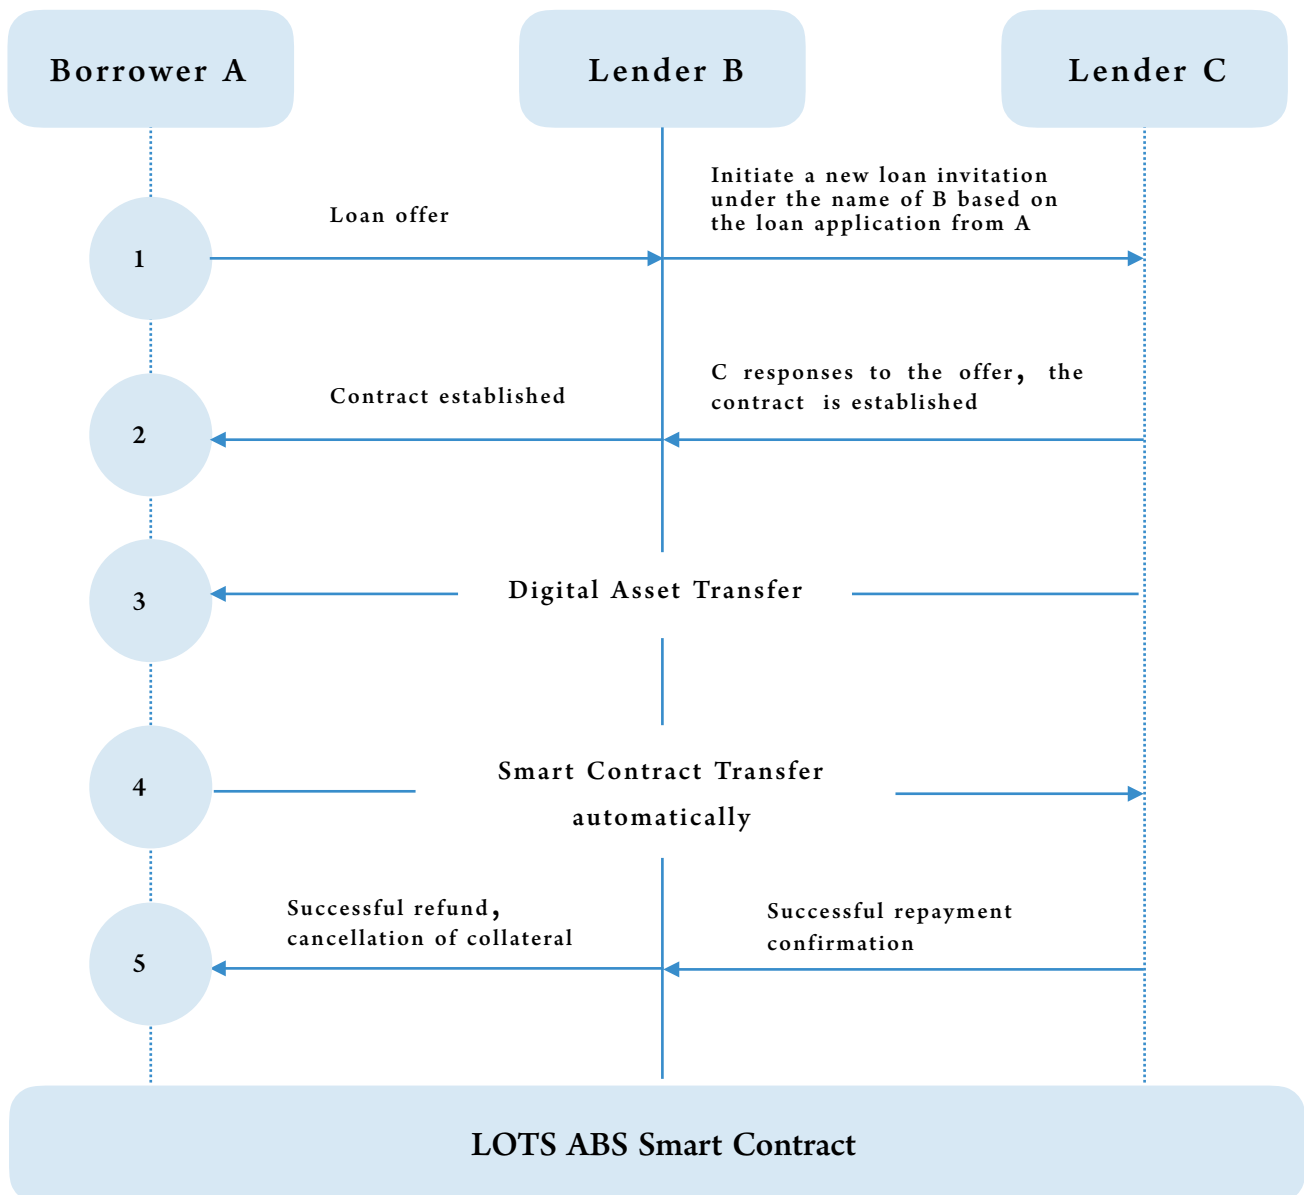 Borrower A
Lender B
Lender C
Initiate a new loan invitation
under the name of B based on
the loan application from A
Loan offer
1
C responses to the offer, the
contract is established
Contract established
2
Digital Asset Transfer
3
Smart Contract Transfer
automatically
4
Successful refund,
cancellation of collateral
Successful repayment
confirmation
5
LOTS ABS Smart Contract